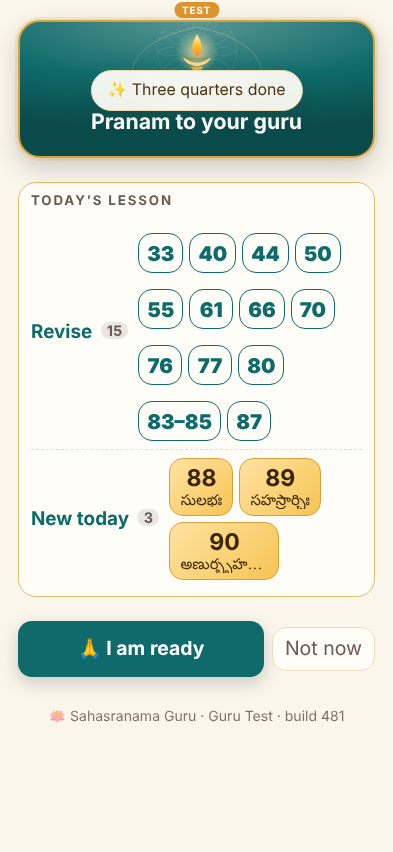 TEST
✨ Three quarters done
Pranam to your guru
TODAY'S LESSON
33 40 44 50
55 61 66 70
Revise 15
76 77 80
83–85 87
88 89
సులభః సహస్రార్చిః
New today 3
90
అణుర్బృహ...
🙏 I am ready Not now
🪷 Sahasranama Guru · Guru Test · build 481